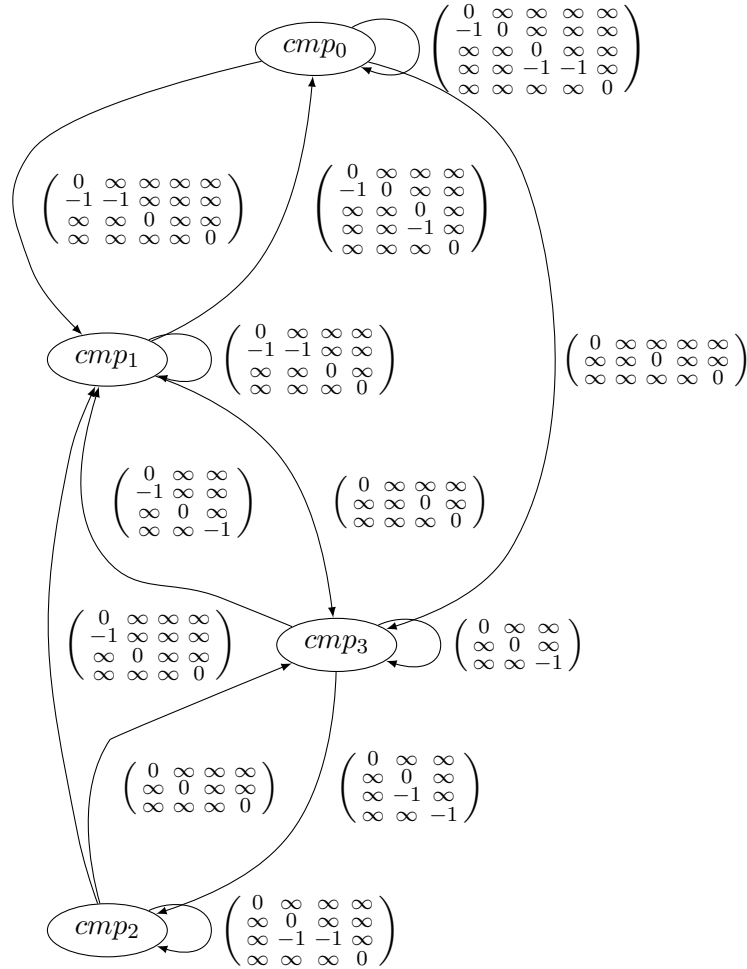 cmp₀
0 ∞ ∞ ∞ ∞
−1 0 ∞ ∞ ∞
∞ ∞ 0 ∞ ∞
∞ ∞ −1 −1 ∞
∞ ∞ ∞ ∞ 0
0 ∞ ∞ ∞ ∞
−1 −1 ∞ ∞ ∞
∞ ∞ 0 ∞ ∞
∞ ∞ ∞ ∞ 0
0 ∞ ∞ ∞
−1 0 ∞ ∞
∞ ∞ 0 ∞
∞ ∞ −1 ∞
∞ ∞ ∞ 0
cmp₁
0 ∞ ∞ ∞
−1 −1 ∞ ∞
∞ ∞ 0 ∞
∞ ∞ ∞ 0
0 ∞ ∞ ∞ ∞
∞ ∞ 0 ∞ ∞
∞ ∞ ∞ ∞ 0
0 ∞ ∞
−1 ∞ ∞
∞ 0 ∞
∞ ∞ −1
0 ∞ ∞ ∞
∞ ∞ 0 ∞
∞ ∞ ∞ 0
0 ∞ ∞ ∞
−1 ∞ ∞ ∞
∞ 0 ∞ ∞
∞ ∞ ∞ 0
cmp₃
0 ∞ ∞
∞ 0 ∞
∞ ∞ −1
0 ∞ ∞ ∞
∞ 0 ∞ ∞
∞ ∞ ∞ 0
0 ∞ ∞
∞ 0 ∞
∞ −1 ∞
∞ ∞ −1
cmp₂
0 ∞ ∞ ∞
∞ 0 ∞ ∞
∞ −1 −1 ∞
∞ ∞ ∞ 0